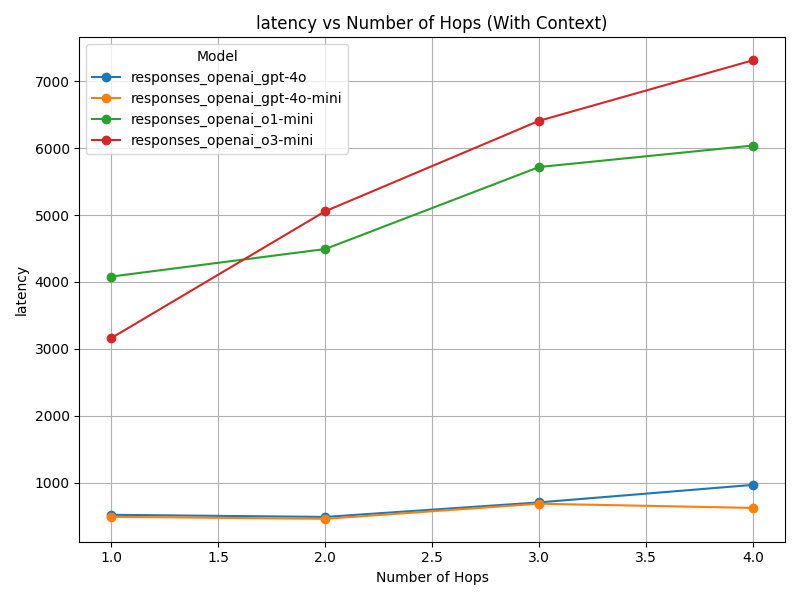 latency vs Number of Hops (With Context)
Model
responses_openai_gpt-4o
responses_openai_gpt-4o-mini
responses_openai_o1-mini
responses_openai_o3-mini
7000
6000
5000
4000
3000
2000
1000
latency
1.0 1.5 2.0 2.5 3.0 3.5 4.0
Number of Hops